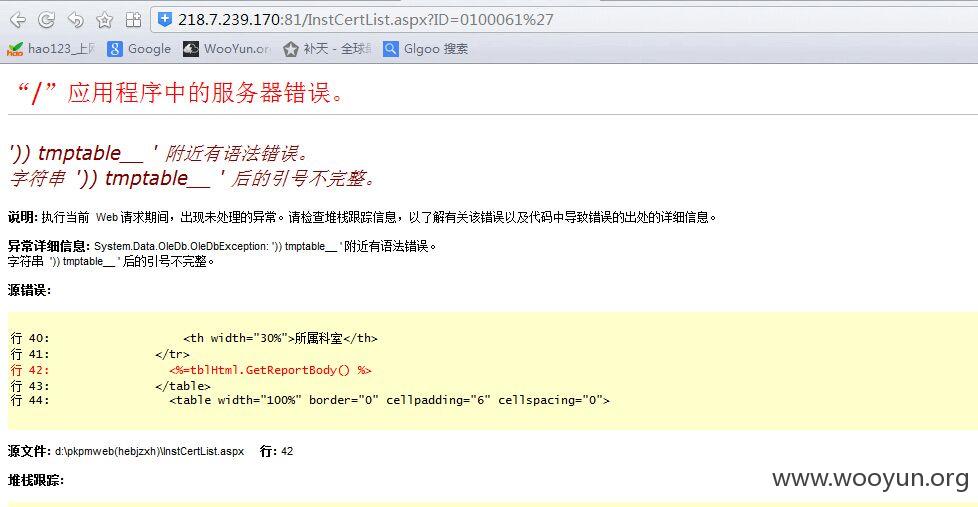 218.7.239.170:81/InstCertList.aspx?ID=0100061%27
hao123_上网 Google WooYun.or 补天 - 全球最 Glgoo 搜索
“/”应用程序中的服务器错误。
')) tmptable__ ' 附近有语法错误。
字符串 ')) tmptable__ ' 后的引号不完整。
说明: 执行当前 Web 请求期间，出现未处理的异常。请检查堆栈跟踪信息，以了解有关该错误以及代码中导致错误的出处的详细信息。
异常详细信息: System.Data.OleDb.OleDbException: ')) tmptable__ ' 附近有语法错误。
字符串 ')) tmptable__ ' 后的引号不完整。
源错误:
行 40: <th width="30%">所属科室</th>
行 41: </tr>
行 42: <%=tblHtml.GetReportBody() %>
行 43: </table>
行 44: <table width="100%" border="0" cellpadding="6" cellspacing="0">
源文件: d:\pkpmweb(hebjzxh)\InstCertList.aspx 行: 42
堆栈跟踪:
www.wooyun.org